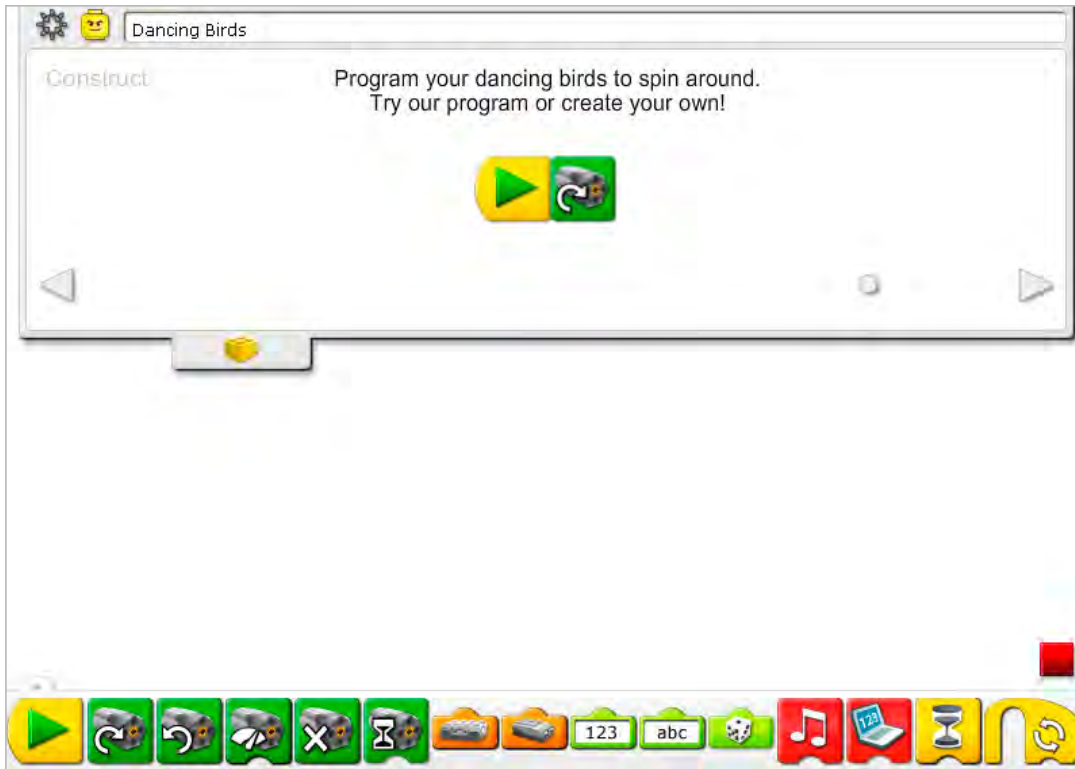 Dancing Birds
Construct
Program your dancing birds to spin around.
Try our program or create your own!
123
abc
123